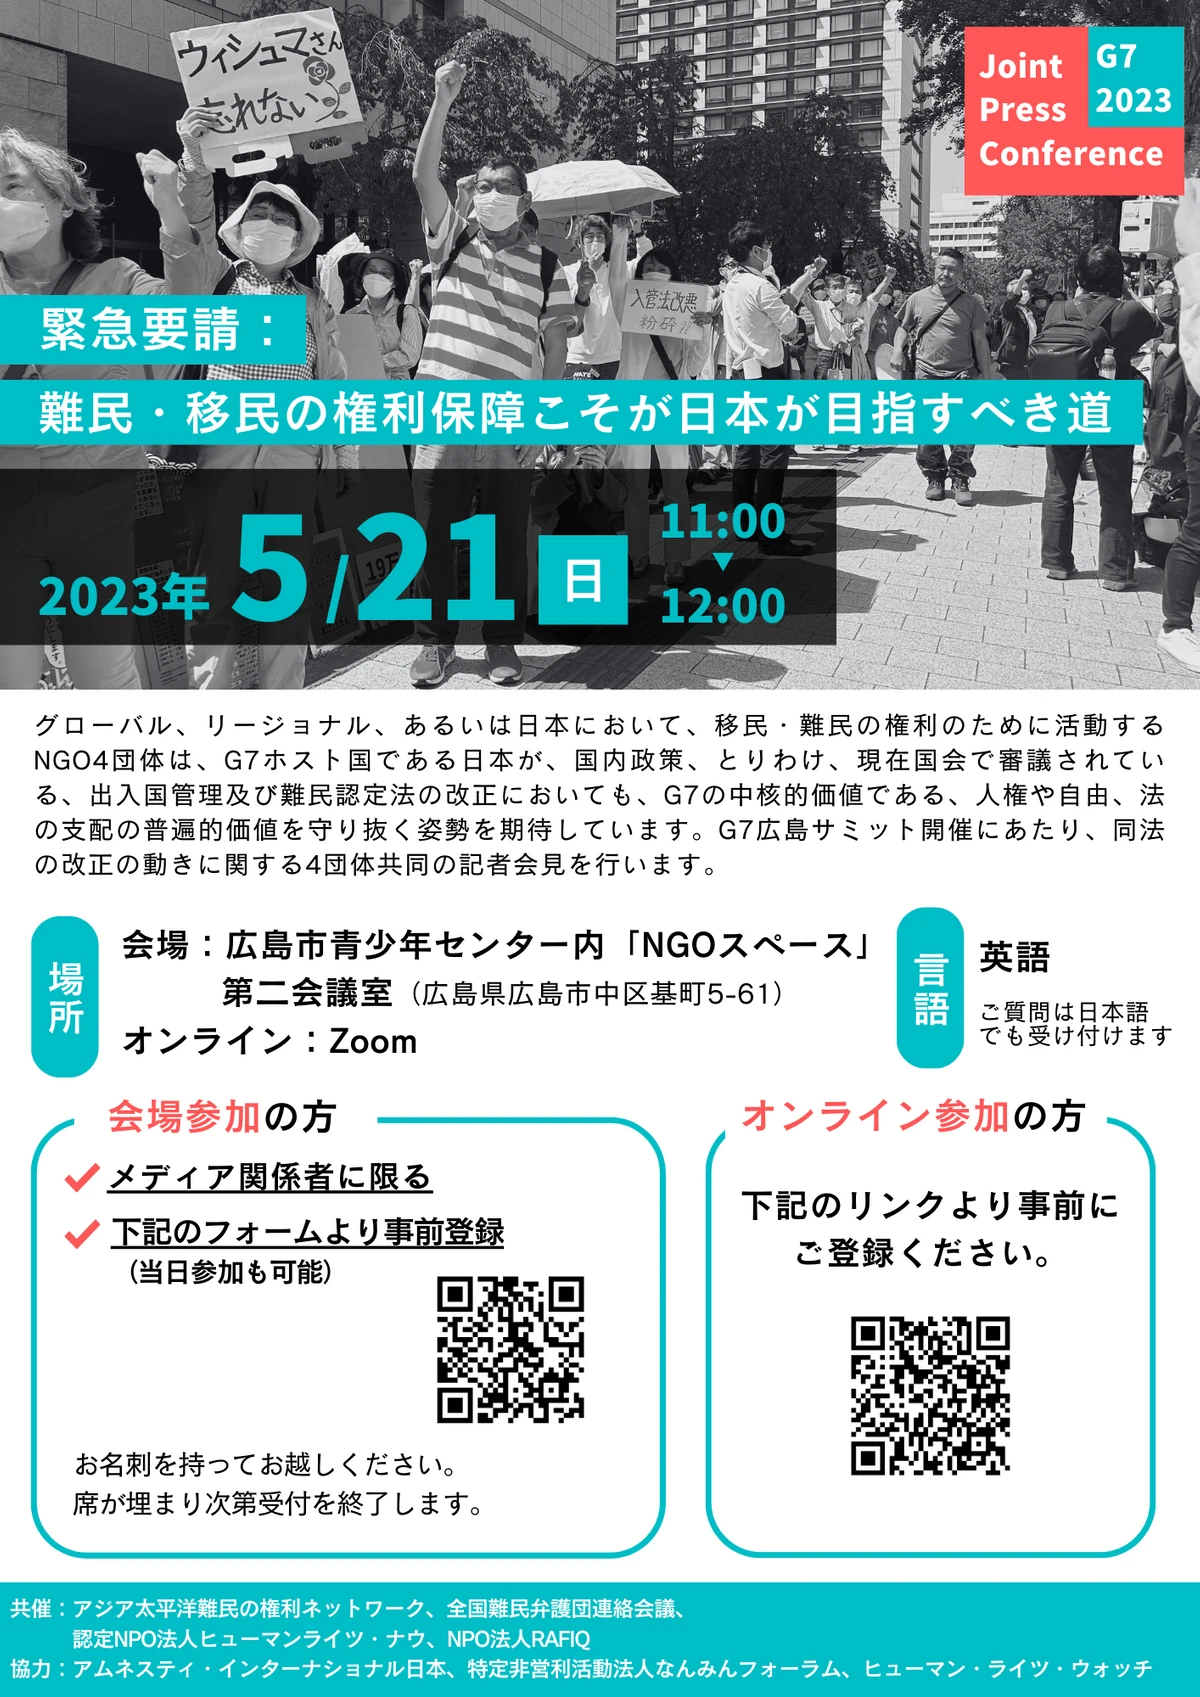 ウィシュマさん
忘れない
Joint
Press
Conference
G7
2023
入管法改悪
粉砕!!
緊急要請：
難民・移民の権利保障こそが日本が目指すべき道
2023年 5/21 日 11:00
12:00
グローバル、リージョナル、あるいは日本において、移民・難民の権利のために活動する
NGO4団体は、G7ホスト国である日本が、国内政策、とりわけ、現在国会で審議されてい
る、出入国管理及び難民認定法の改正においても、G7の中核的価値である、人権や自由、法
の支配の普遍的価値を守り抜く姿勢を期待しています。G7広島サミット開催にあたり、同法
の改正の動きに関する4団体共同の記者会見を行います。
場所
会場：広島市青少年センター内「NGOスペース」
第二会議室（広島県広島市中区基町5-61）
オンライン：Zoom
言語
英語
ご質問は日本語
でも受け付けます
会場参加の方
メディア関係者に限る
下記のフォームより事前登録
（当日参加も可能）
お名刺を持ってお越しください。
席が埋まり次第受付を終了します。
オンライン参加の方
下記のリンクより事前に
ご登録ください。
共催：アジア太平洋難民の権利ネットワーク、全国難民弁護団連絡会議、
認定NPO法人ヒューマンライツ・ナウ、NPO法人RAFIQ
協力：アムネスティ・インターナショナル日本、特定非営利活動法人なんみんフォーラム、ヒューマン・ライツ・ウォッチ